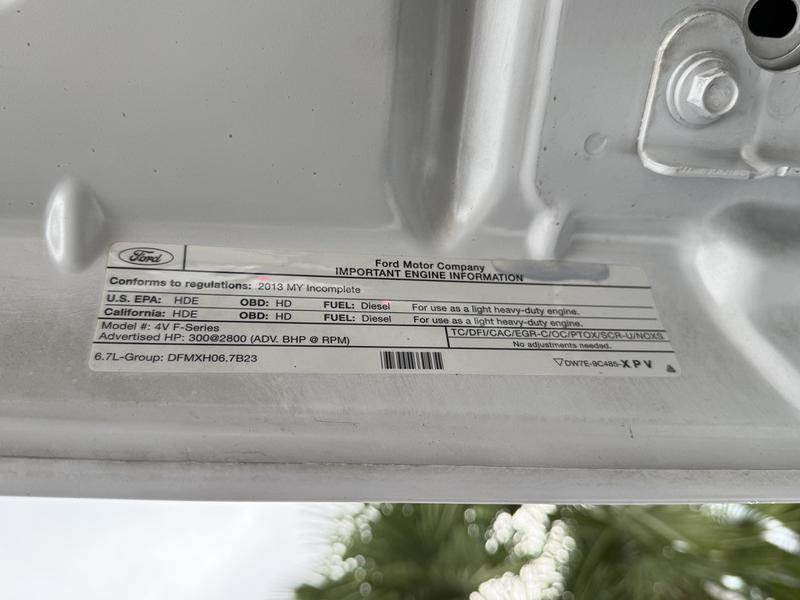 Ford
Ford Motor Company
IMPORTANT ENGINE INFORMATION
Conforms to regulations: 2013 MY Incomplete
U.S. EPA: HDE OBD: HD FUEL: Diesel For use as a light heavy-duty engine.
California: HDE OBD: HD FUEL: Diesel For use as a light heavy-duty engine.
Model #: 4V F-Series TC/DFI/CAC/EGR-C/OC/PTOX/SCR-U/NOXS
Advertised HP: 300@2800 (ADV. BHP @ RPM) No adjustments needed.
6.7L-Group: DFMXH06.7B23 DW7E-9C485-XPV